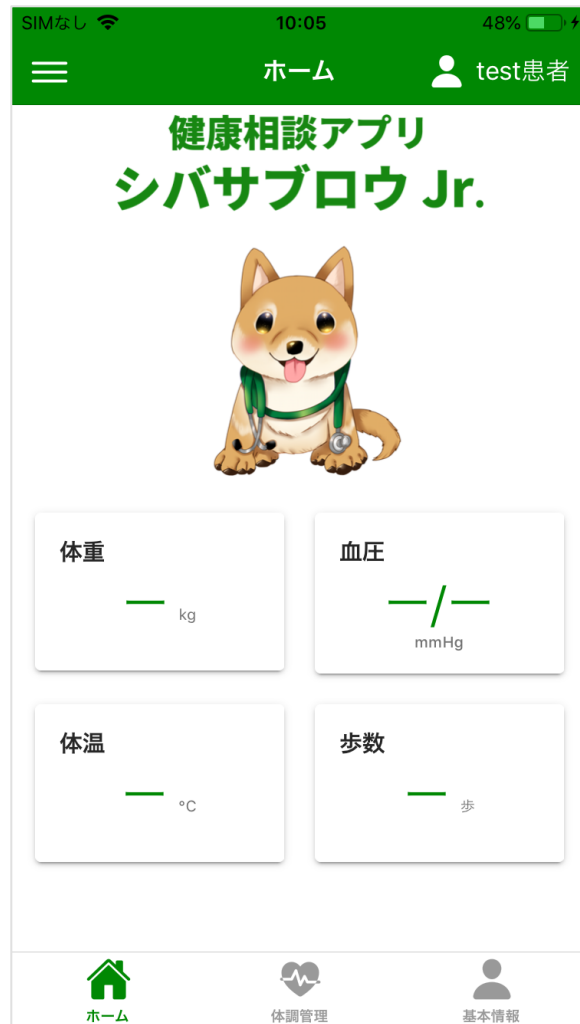 SIMなし 10:05 48%
ホーム test患者
健康相談アプリ
シバサブロウ Jr.
体重 血圧
— kg —/—
mmHg
体温 歩数
— °C — 歩
ホーム 体調管理 基本情報